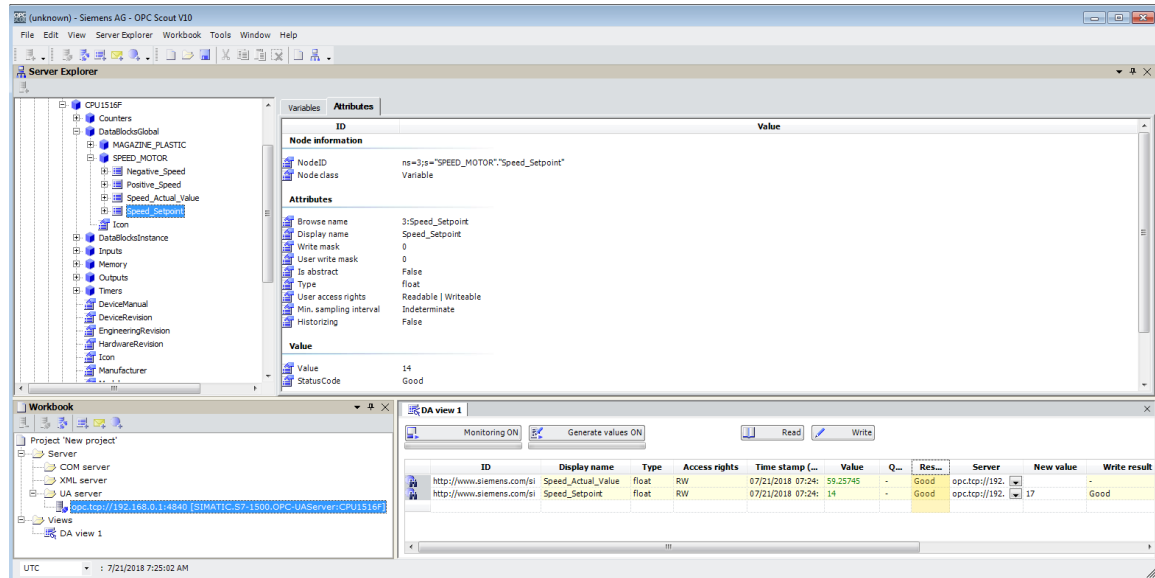 (unknown) - Siemens AG - OPC Scout V10
File Edit View Server Explorer Workbook Tools Window Help
Server Explorer
CPU1516F
Counters
DataBlocksGlobal
MAGAZINE_PLASTIC
SPEED_MOTOR
Negative_Speed
Positive_Speed
Speed_Actual_Value
Speed_Setpoint
Icon
DataBlocksInstance
Inputs
Memory
Outputs
Timers
DeviceManual
DeviceRevision
EngineeringRevision
HardwareRevision
Icon
Manufacturer
Variables Attributes
ID Value
Node information
NodeID ns=3;s="SPEED_MOTOR"."Speed_Setpoint"
Node class Variable
Attributes
Browse name 3:Speed_Setpoint
Display name Speed_Setpoint
Write mask 0
User write mask 0
Is abstract False
Type float
User access rights Readable | Writeable
Min. sampling interval Indeterminate
Historizing False
Value
Value 14
StatusCode Good
Workbook
Project 'New project'
Server
COM server
XML server
UA server
opc.tcp://192.168.0.1:4840 [SIMATIC.S7-1500.OPC-UAServer:CPU1516F]
Views
DA view 1
DA view 1
Monitoring ON Generate values ON Read Write
ID Display name Type Access rights Time stamp (... Value Q... Res... Server New value Write result
http://www.siemens.com/si Speed_Actual_Value float RW 07/21/2018 07:24: 59.25745 - Good opc.tcp://192. -
http://www.siemens.com/si Speed_Setpoint float RW 07/21/2018 07:24: 14 - Good opc.tcp://192. 17 Good
UTC : 7/21/2018 7:25:02 AM